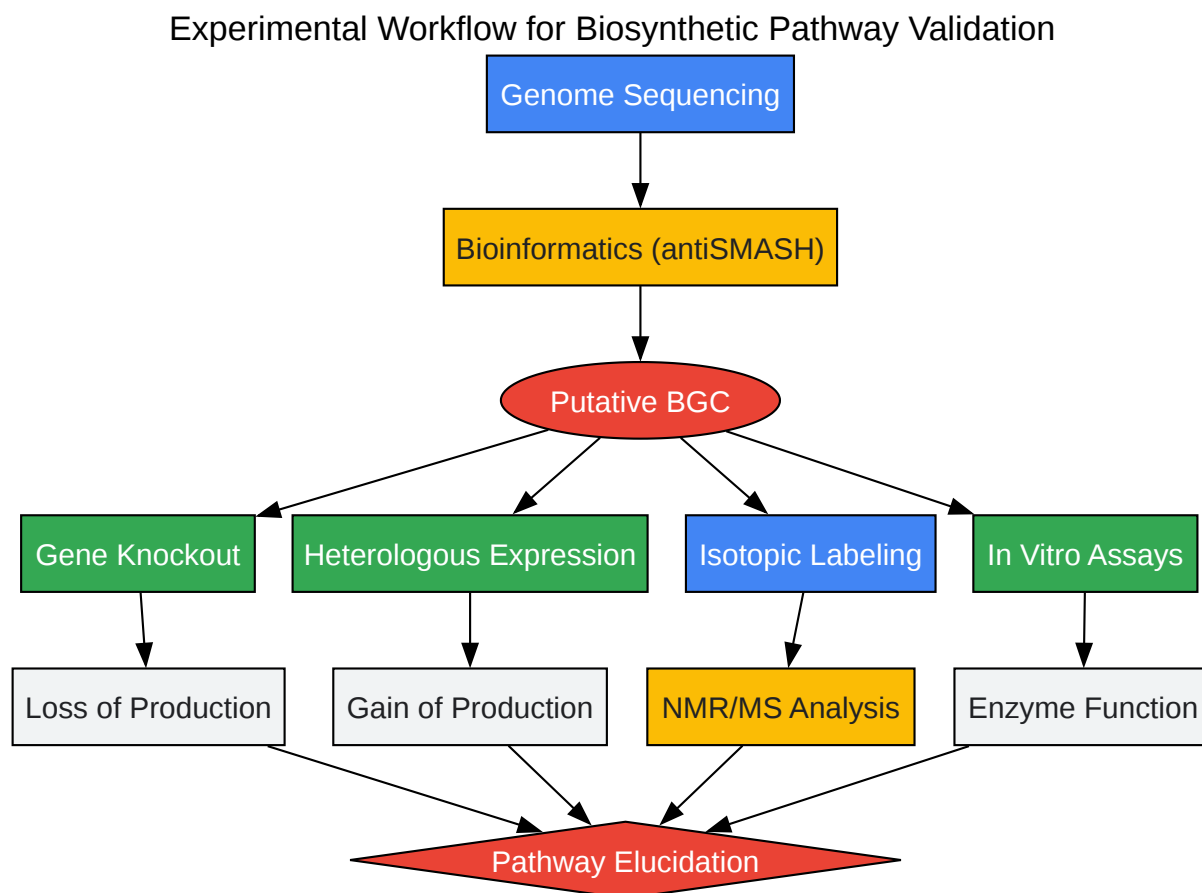 Experimental Workflow for Biosynthetic Pathway Validation
Genome Sequencing
Bioinformatics (antiSMASH)
Putative BGC
Gene Knockout
Heterologous Expression
Isotopic Labeling
In Vitro Assays
Loss of Production
Gain of Production
NMR/MS Analysis
Enzyme Function
Pathway Elucidation